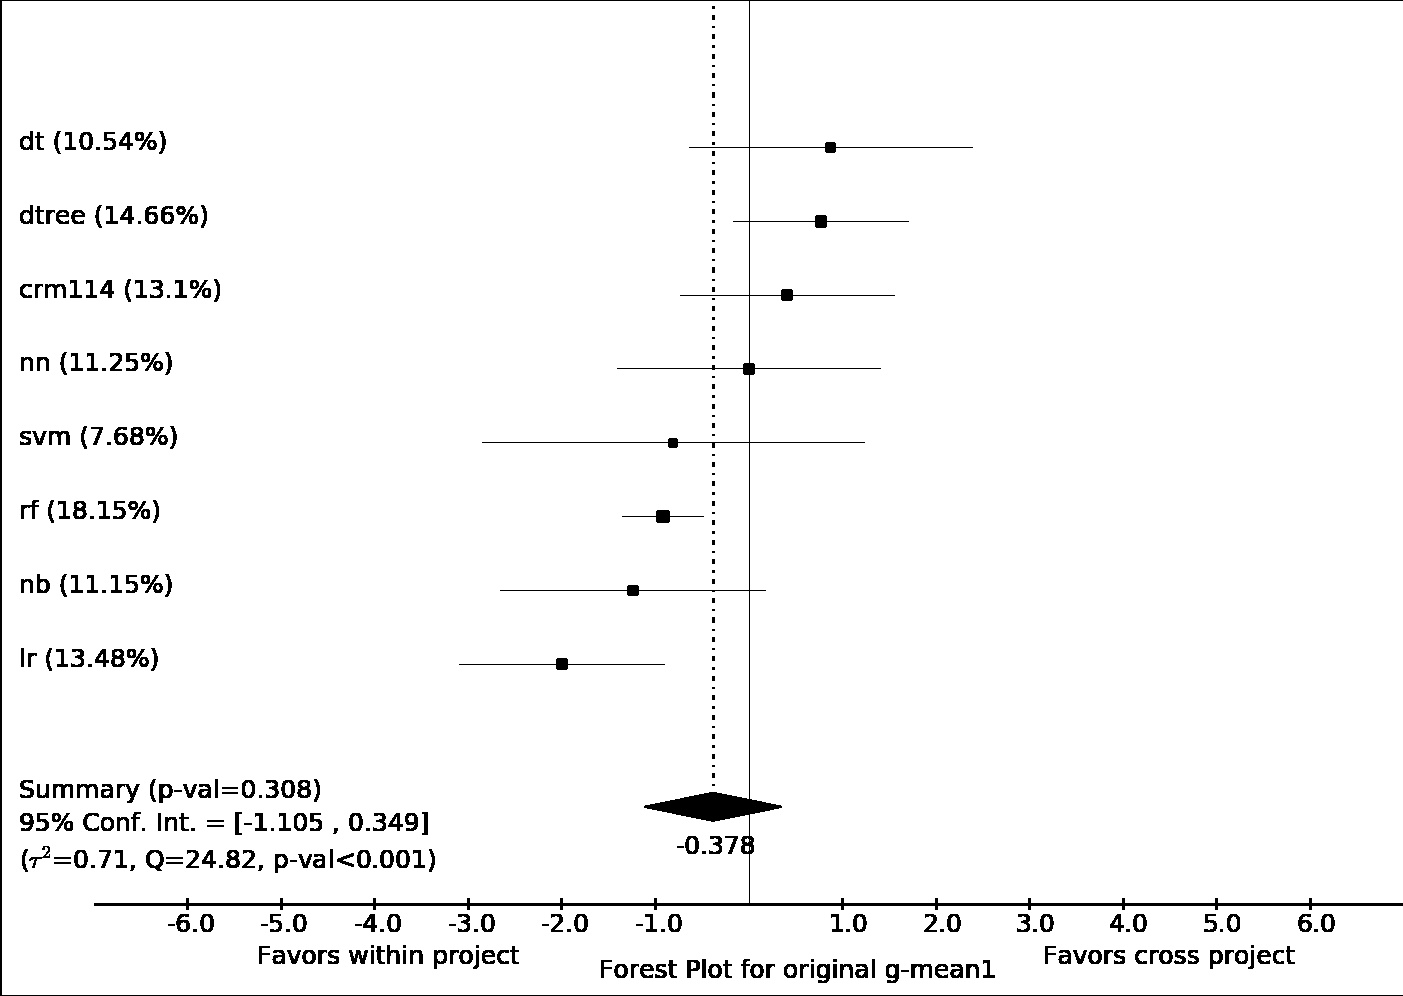 dt (10.54%)
dtree (14.66%)
crm114 (13.1%)
nn (11.25%)
svm (7.68%)
rf (18.15%)
nb (11.15%)
lr (13.48%)
Summary (p-val=0.308)
95% Conf. Int. = [-1.105 , 0.349]
(τ²=0.71, Q=24.82, p-val<0.001)
-0.378
-6.0 -5.0 -4.0 -3.0 -2.0 -1.0 1.0 2.0 3.0 4.0 5.0 6.0
Favors within project Favors cross project
Forest Plot for original g-mean1